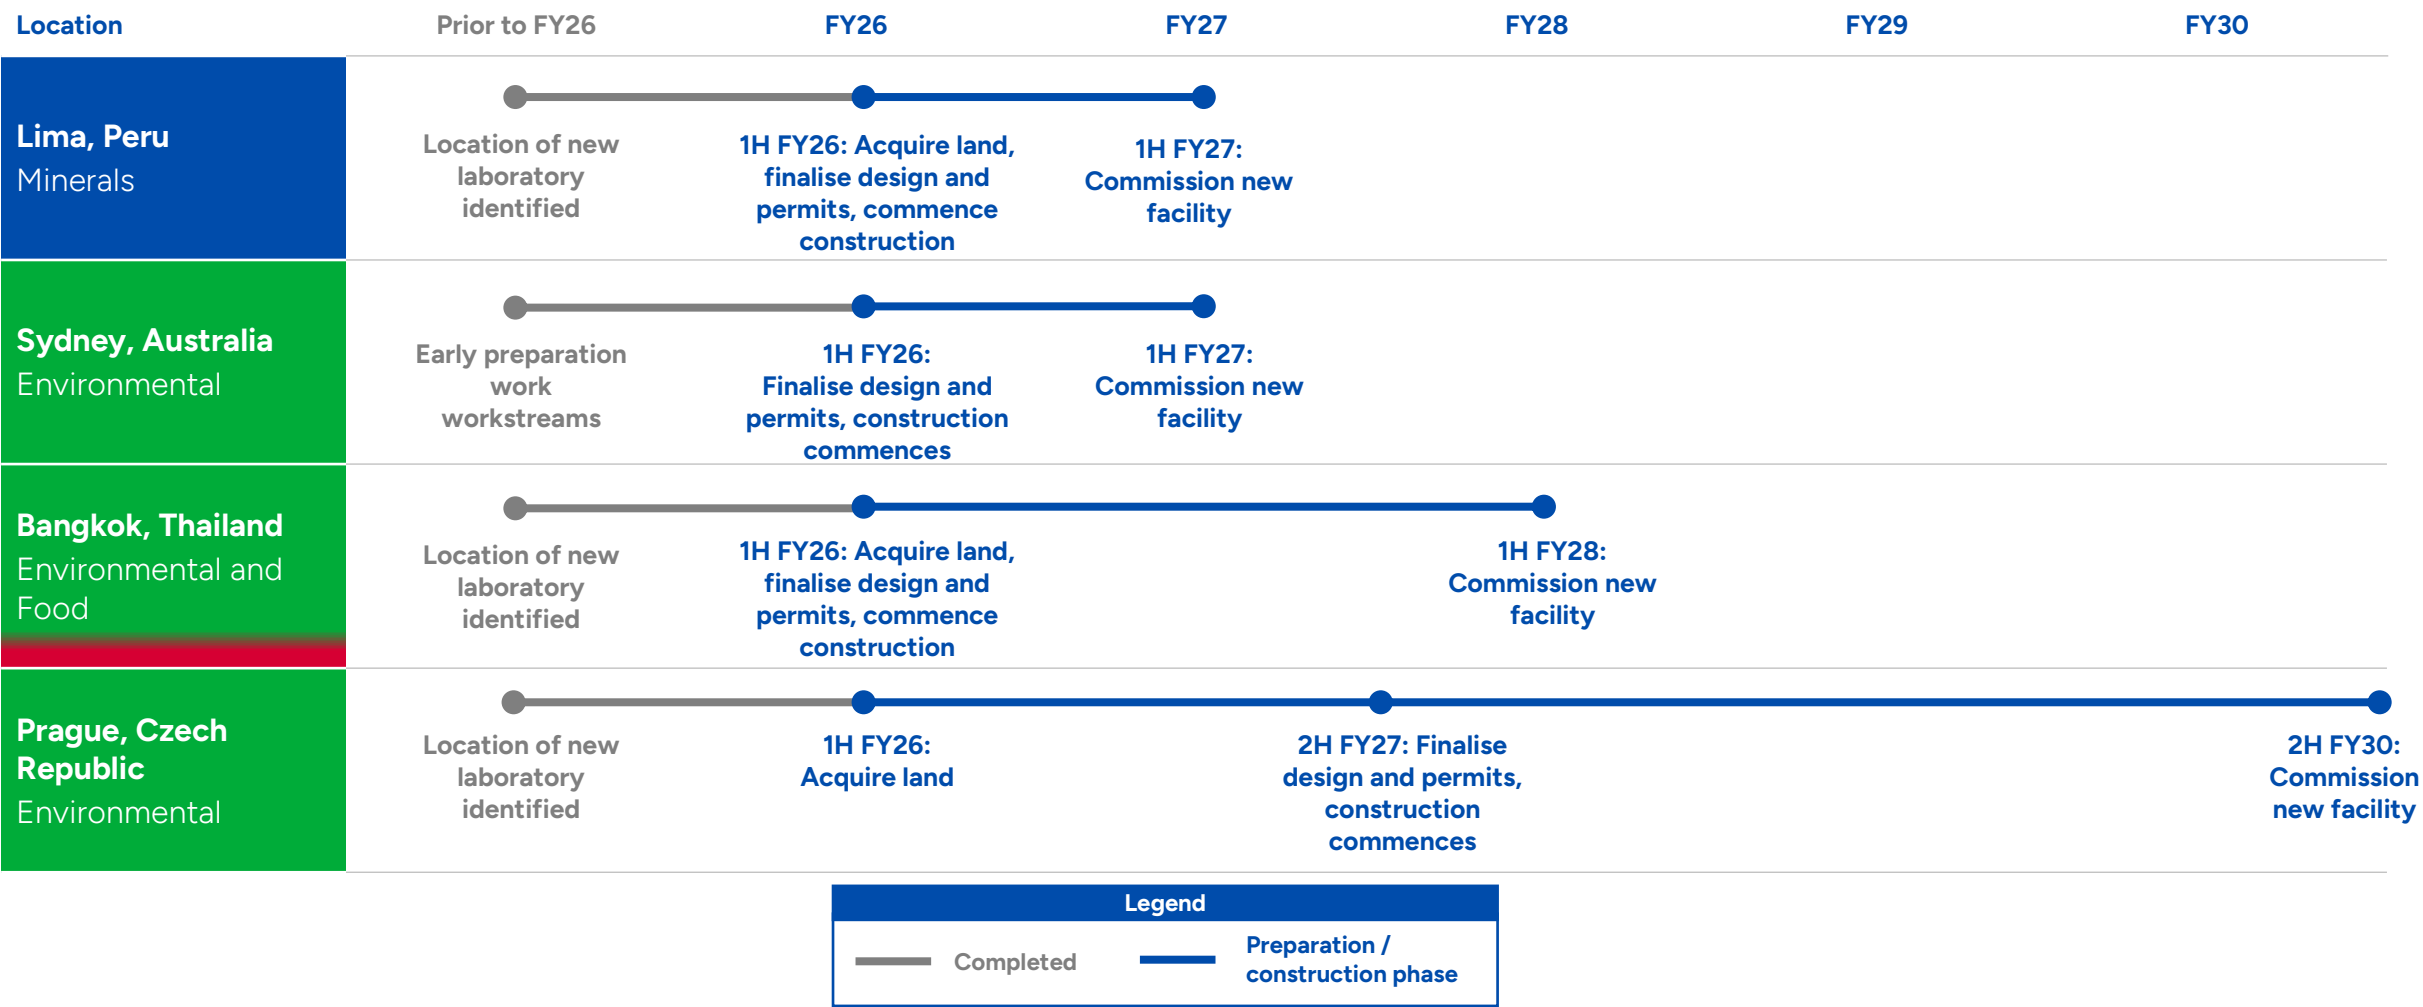 Location
Prior to FY26
FY26
FY27
FY28
FY29
FY30
Lima, Peru
Minerals
Location of new
laboratory
identified
1H FY26: Acquire land,
finalise design and
permits, commence
construction
1H FY27:
Commission new
facility
Sydney, Australia
Environmental
Early preparation
work
workstreams
1H FY26:
Finalise design and
permits, construction
commences
1H FY27:
Commission new
facility
Bangkok, Thailand
Environmental and
Food
Location of new
laboratory
identified
1H FY26: Acquire land,
finalise design and
permits, commence
construction
1H FY28:
Commission new
facility
Prague, Czech
Republic
Environmental
Location of new
laboratory
identified
1H FY26:
Acquire land
2H FY27: Finalise
design and permits,
construction
commences
2H FY30:
Commission
new facility
Legend
Completed
Preparation /
construction phase